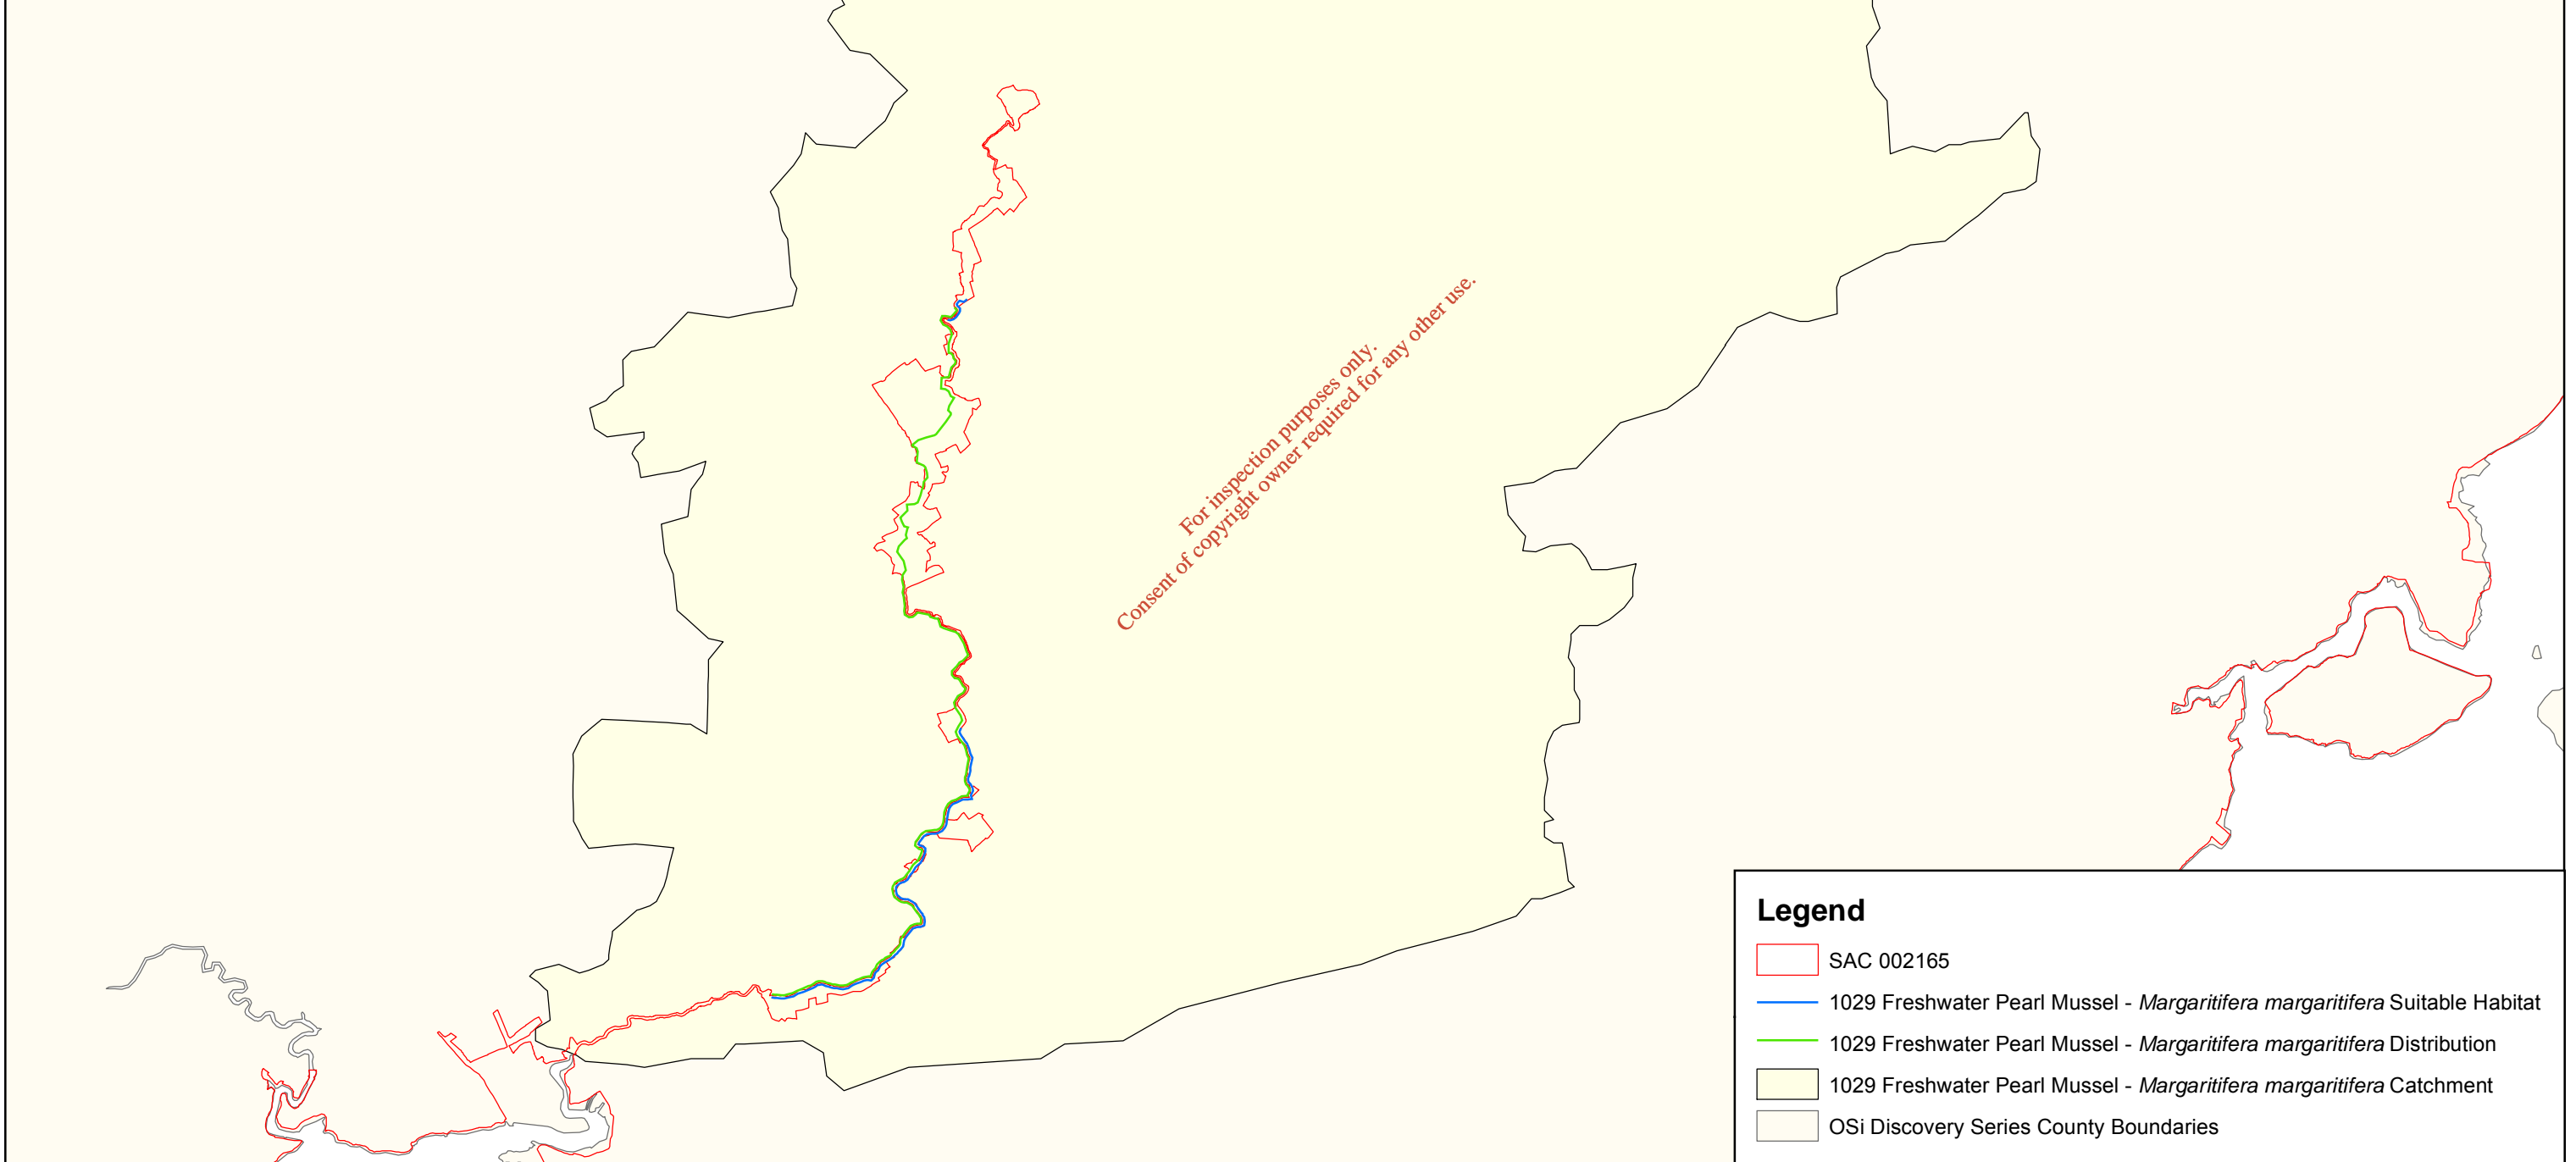 For inspection purposes only.
Consent of copyright owner required for any other use.
Legend
SAC 002165
1029 Freshwater Pearl Mussel - Margaritifera margaritifera Suitable Habitat
1029 Freshwater Pearl Mussel - Margaritifera margaritifera Distribution
1029 Freshwater Pearl Mussel - Margaritifera margaritifera Catchment
OSi Discovery Series County Boundaries